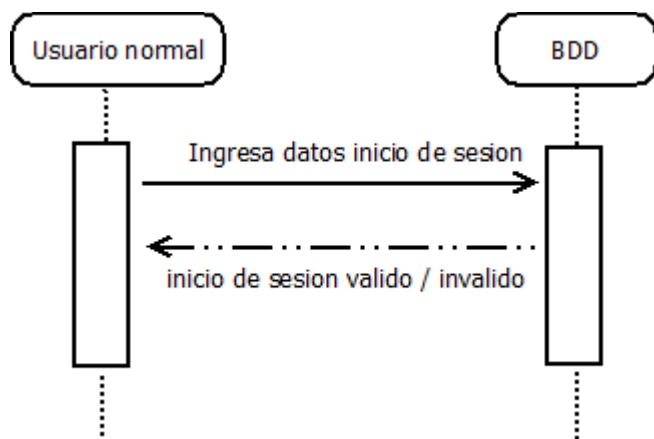 Usuario normal
BDD
Ingresa datos inicio de sesion
inicio de sesion valido / invalido